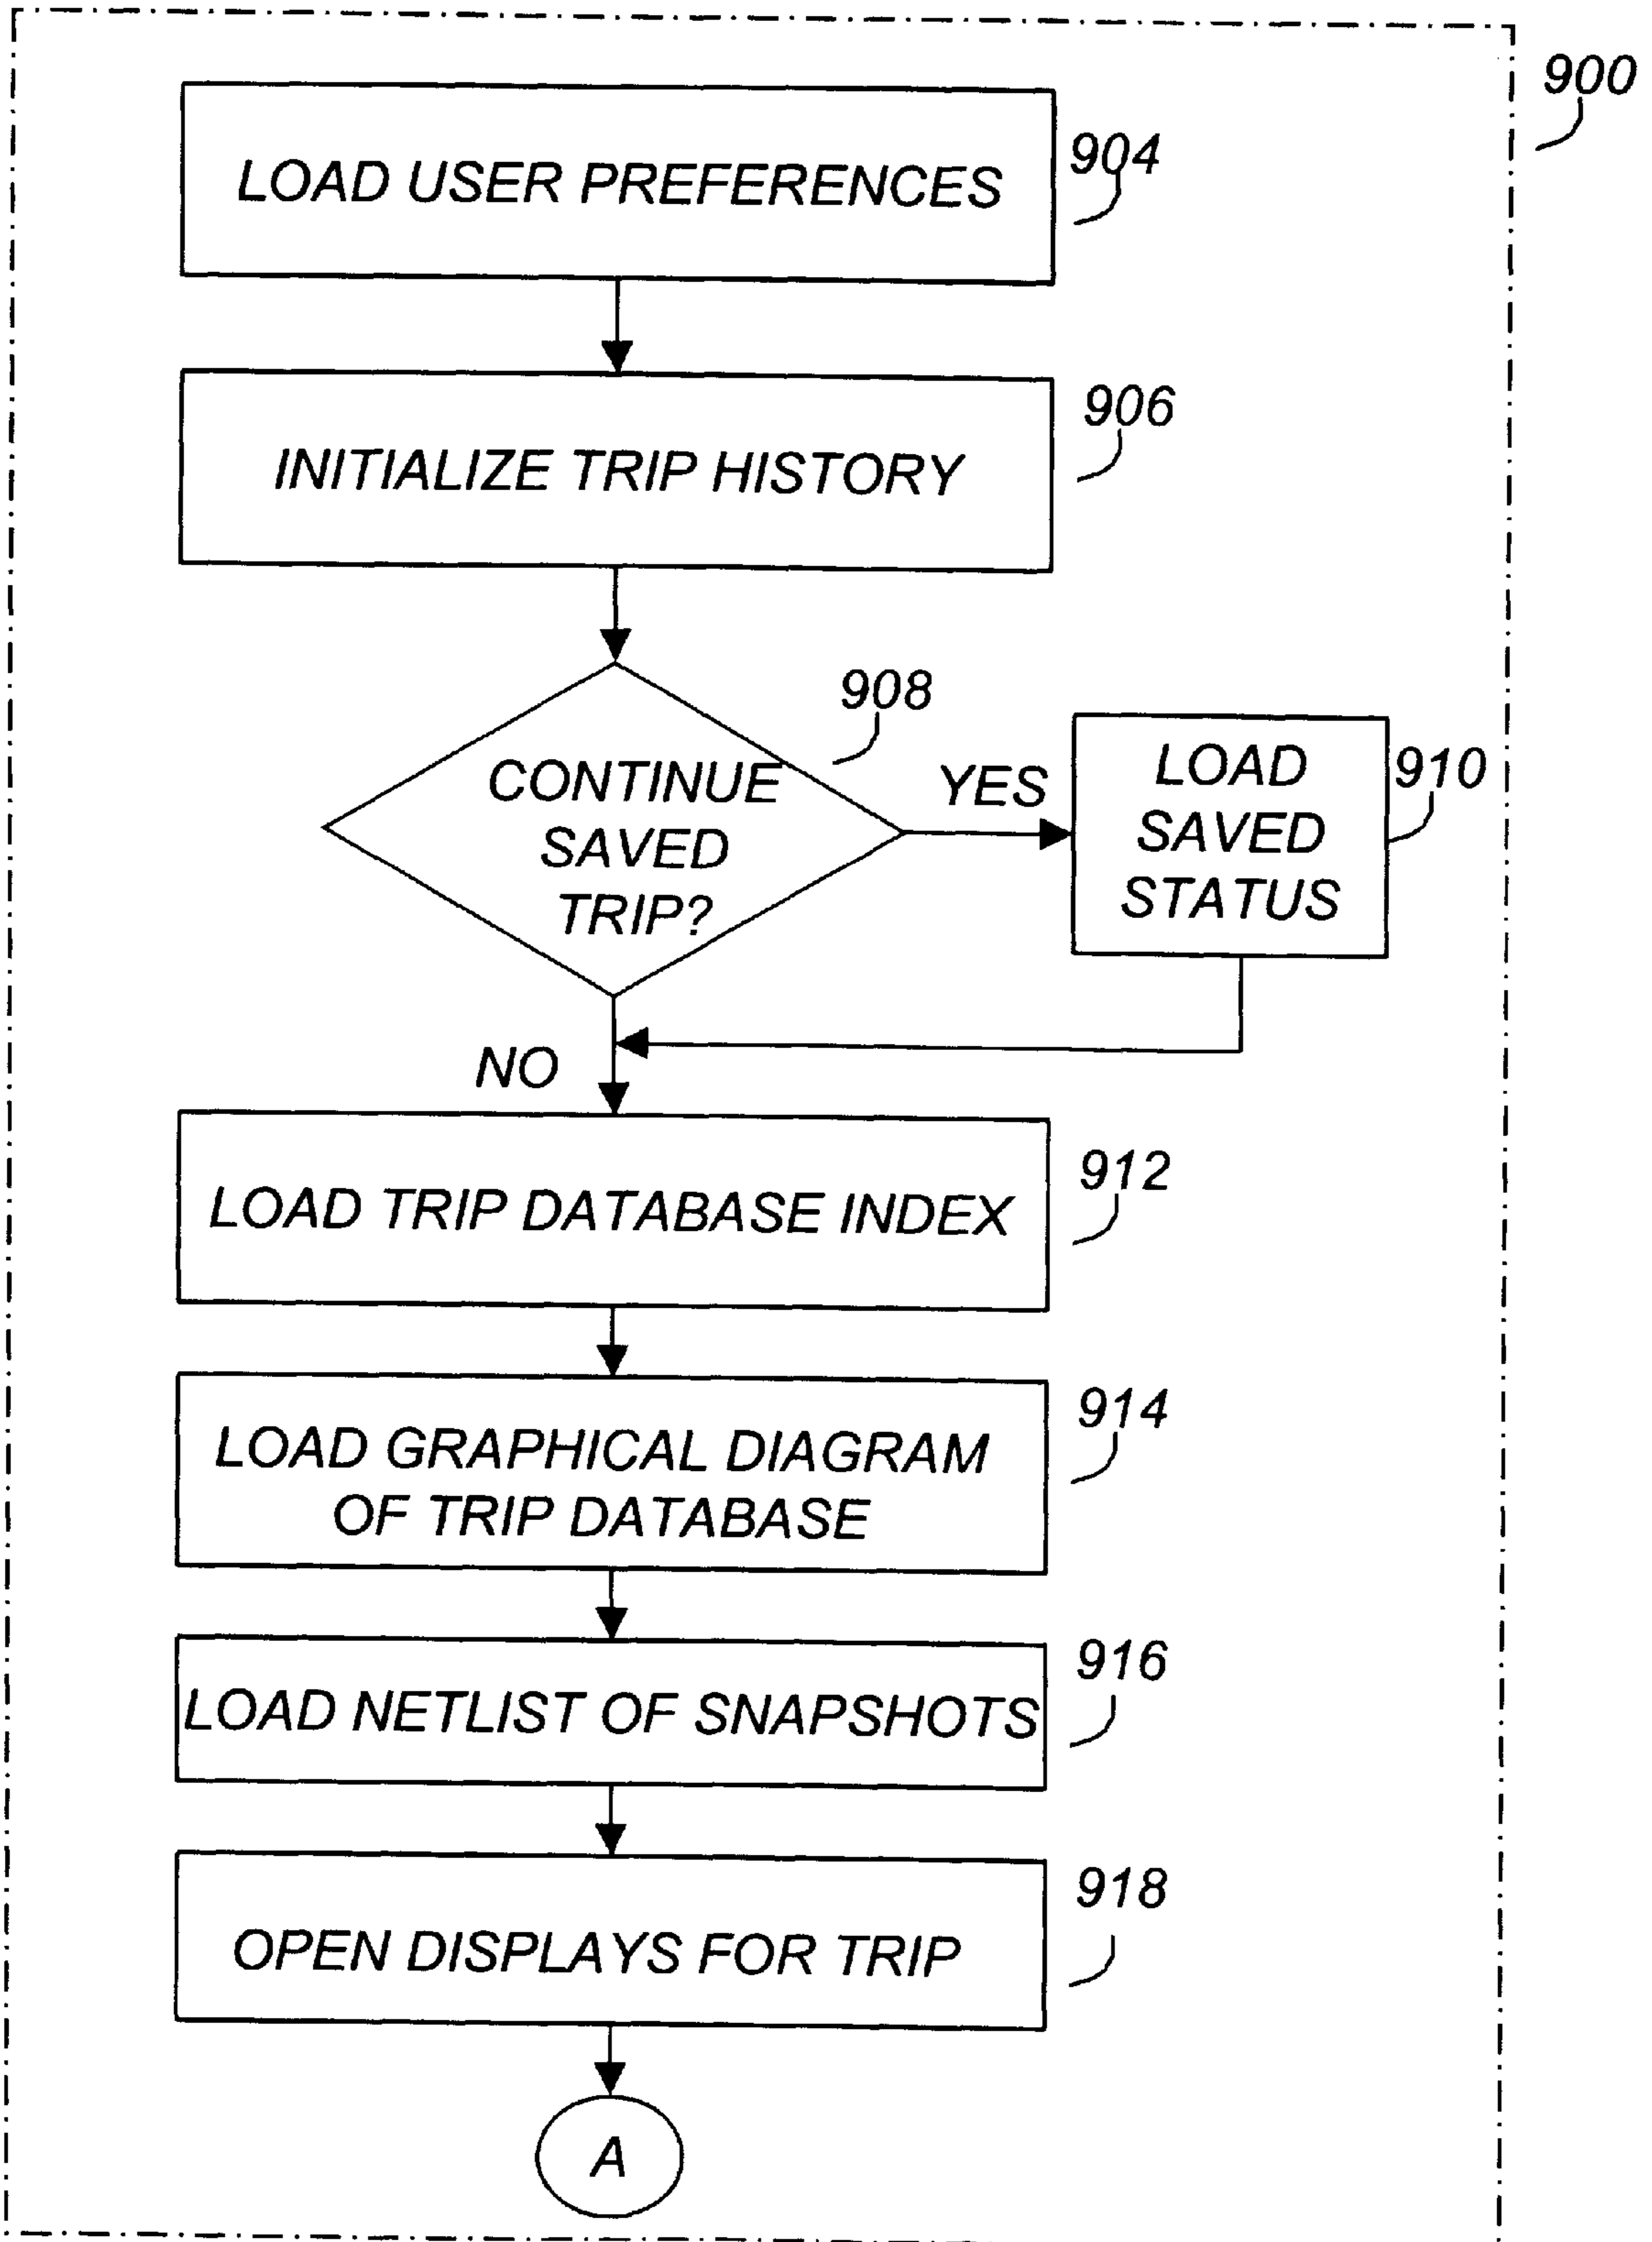 900
LOAD USER PREFERENCES
904
INITIALIZE TRIP HISTORY
906
908
CONTINUE
SAVED
TRIP?
YES
LOAD
SAVED
STATUS
910
NO
LOAD TRIP DATABASE INDEX
912
LOAD GRAPHICAL DIAGRAM
OF TRIP DATABASE
914
LOAD NETLIST OF SNAPSHOTS
916
OPEN DISPLAYS FOR TRIP
918
A